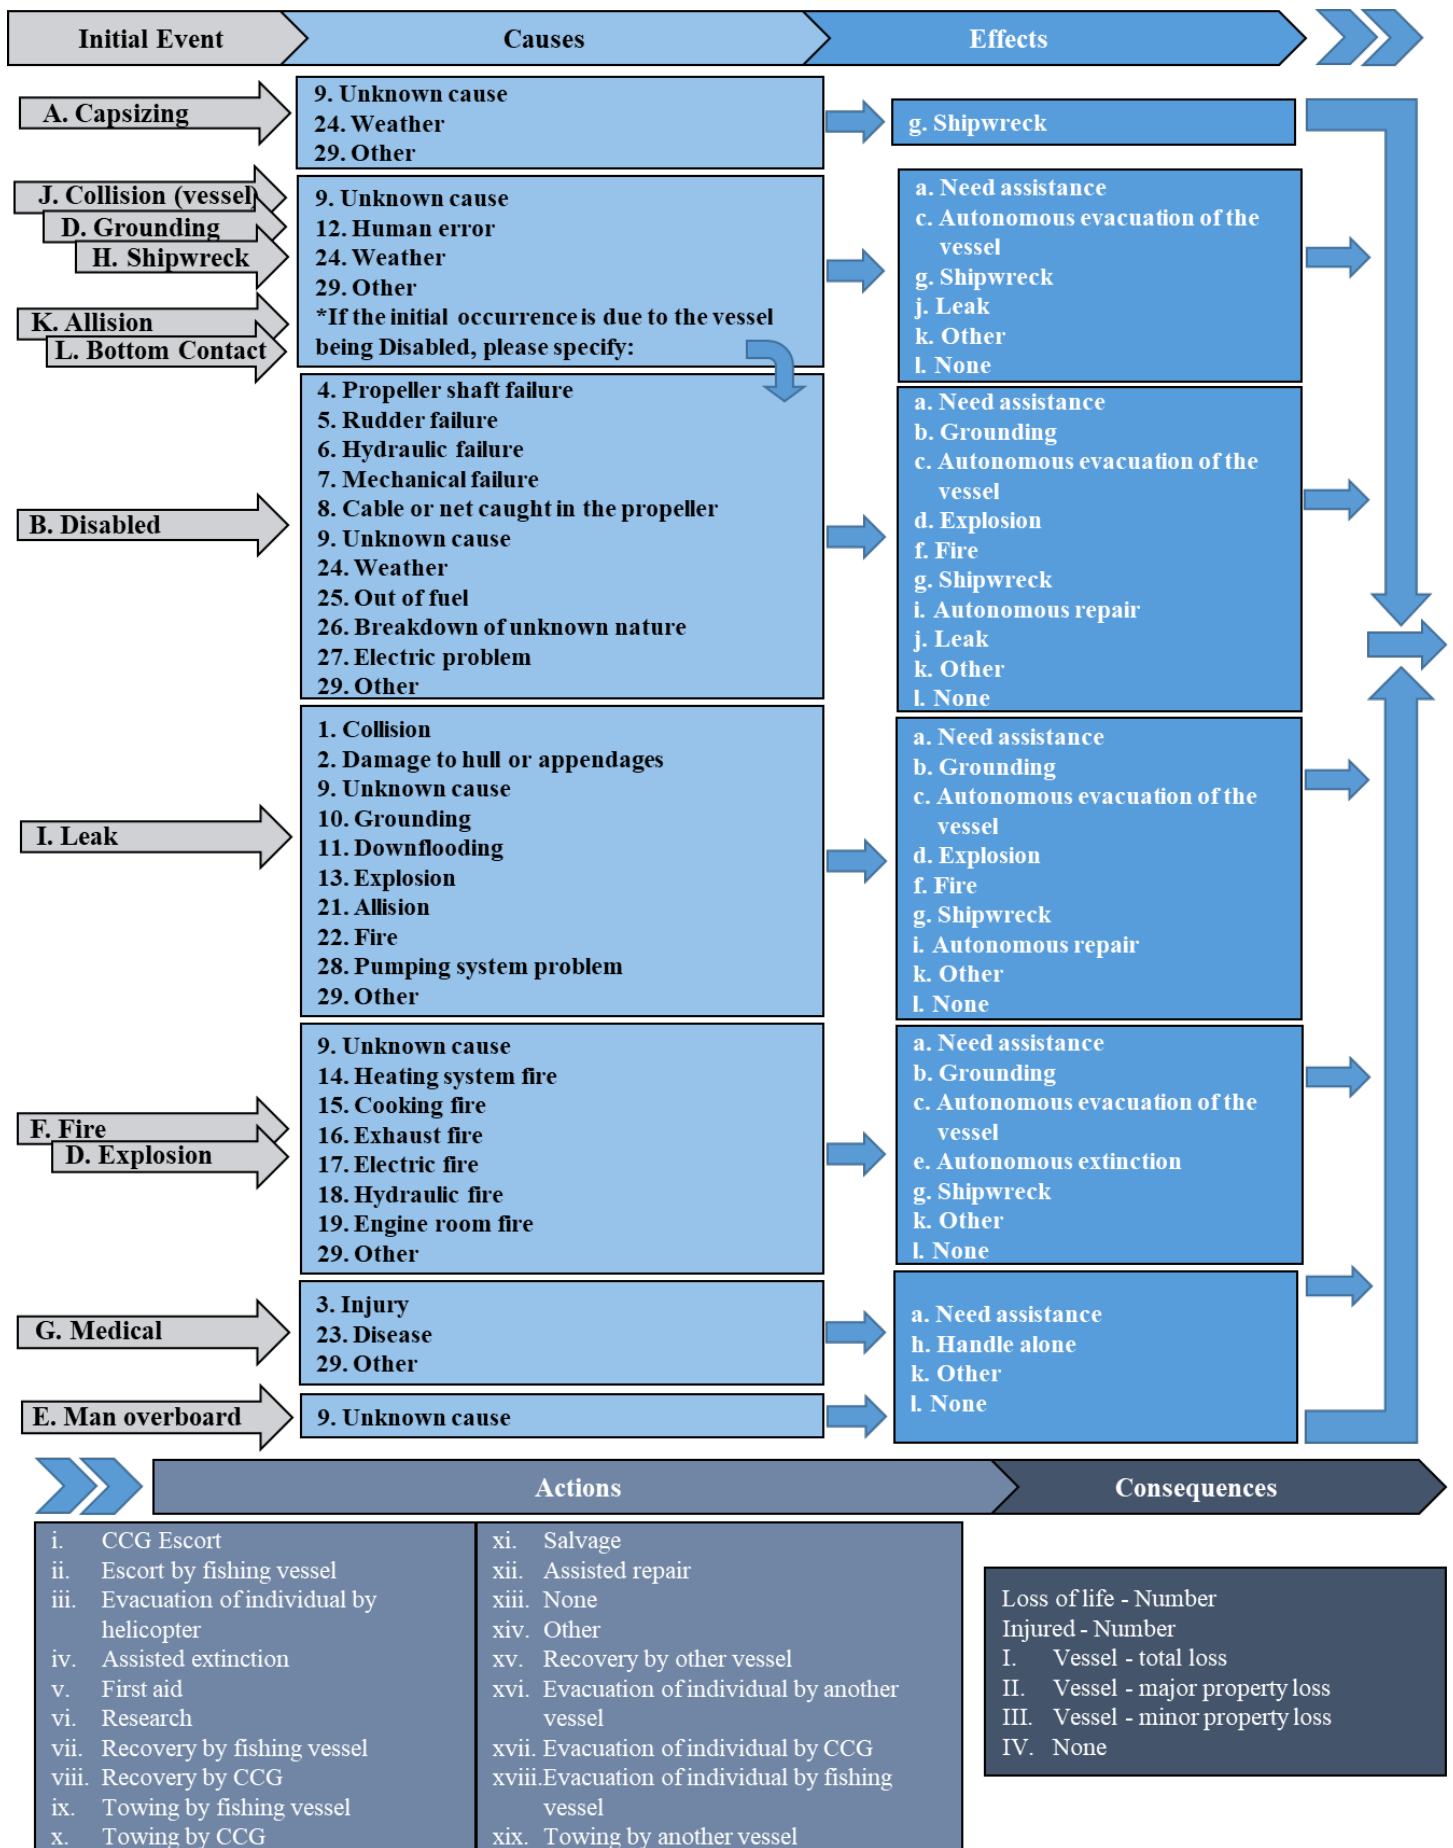 Initial Event
Causes
Effects
A. Capsizing
9. Unknown cause
24. Weather
29. Other
g. Shipwreck
J. Collision (vessel)
D. Grounding
H. Shipwreck
K. Allision
L. Bottom Contact
9. Unknown cause
12. Human error
24. Weather
29. Other
*If the initial occurrence is due to the vessel
being Disabled, please specify:
a. Need assistance
c. Autonomous evacuation of the
vessel
g. Shipwreck
j. Leak
k. Other
l. None
B. Disabled
4. Propeller shaft failure
5. Rudder failure
6. Hydraulic failure
7. Mechanical failure
8. Cable or net caught in the propeller
9. Unknown cause
24. Weather
25. Out of fuel
26. Breakdown of unknown nature
27. Electric problem
29. Other
a. Need assistance
b. Grounding
c. Autonomous evacuation of the
vessel
d. Explosion
f. Fire
g. Shipwreck
i. Autonomous repair
j. Leak
k. Other
l. None
I. Leak
1. Collision
2. Damage to hull or appendages
9. Unknown cause
10. Grounding
11. Downflooding
13. Explosion
21. Allision
22. Fire
28. Pumping system problem
29. Other
a. Need assistance
b. Grounding
c. Autonomous evacuation of the
vessel
d. Explosion
f. Fire
g. Shipwreck
i. Autonomous repair
k. Other
l. None
F. Fire
D. Explosion
9. Unknown cause
14. Heating system fire
15. Cooking fire
16. Exhaust fire
17. Electric fire
18. Hydraulic fire
19. Engine room fire
29. Other
a. Need assistance
b. Grounding
c. Autonomous evacuation of the
vessel
e. Autonomous extinction
g. Shipwreck
k. Other
l. None
G. Medical
3. Injury
23. Disease
29. Other
E. Man overboard
9. Unknown cause
a. Need assistance
h. Handle alone
k. Other
l. None
Actions
Consequences
i. CCG Escort
ii. Escort by fishing vessel
iii. Evacuation of individual by
helicopter
iv. Assisted extinction
v. First aid
vi. Research
vii. Recovery by fishing vessel
viii. Recovery by CCG
ix. Towing by fishing vessel
x. Towing by CCG
xi. Salvage
xii. Assisted repair
xiii. None
xiv. Other
xv. Recovery by other vessel
xvi. Evacuation of individual by another
vessel
xvii. Evacuation of individual by CCG
xviii. Evacuation of individual by fishing
vessel
xix. Towing by another vessel
Loss of life - Number
Injured - Number
I. Vessel - total loss
II. Vessel - major property loss
III. Vessel - minor property loss
IV. None